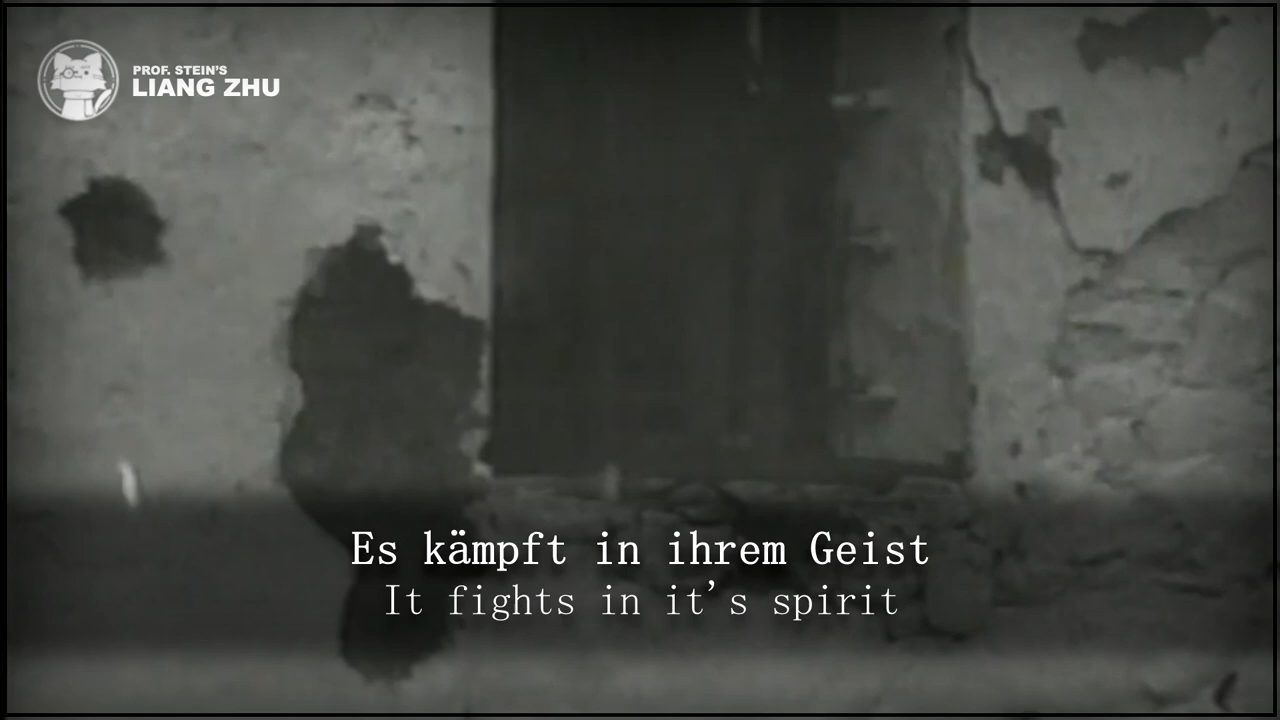 PROF. STEIN'S
LIANG ZHU
Es kämpft in ihrem Geist
It fights in it's spirit